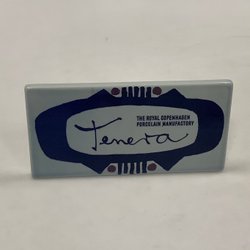 THE ROYAL COPENHAGEN
PORCELAIN MANUFACTORY
Tenera